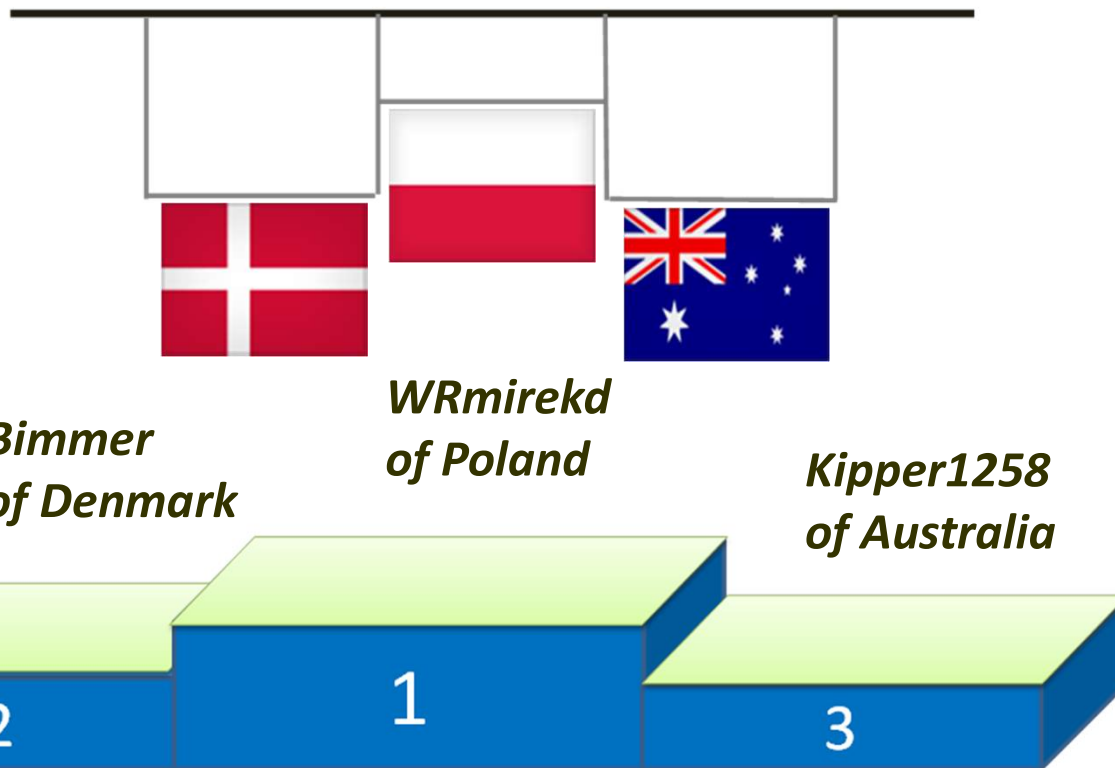 WRmirekd
of Poland
Bimmer
of Denmark
Kipper1258
of Australia
1
2
3